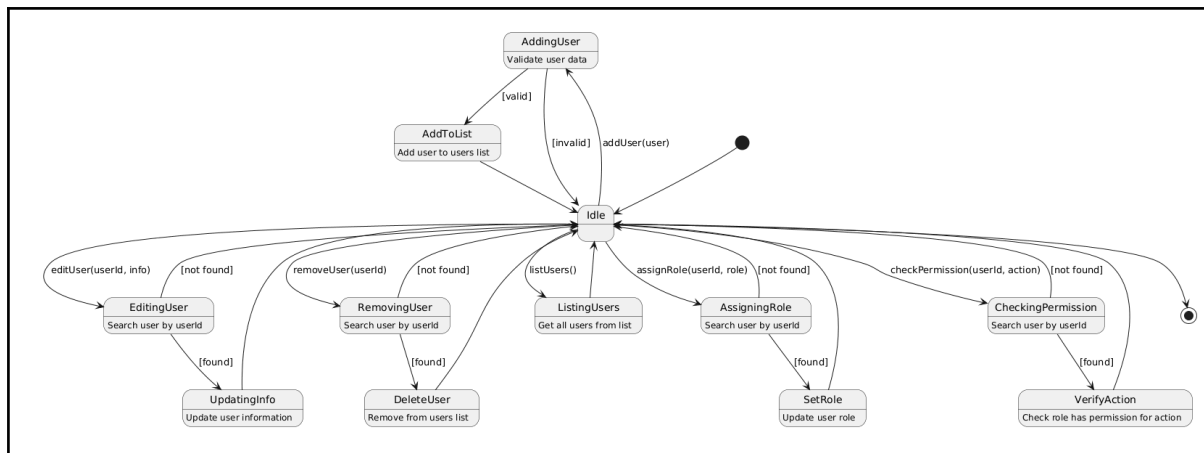 AddingUser
Validate user data
[valid]
AddToList
Add user to users list
[invalid]
addUser(user)
Idle
editUser(userId, info)
[not found]
removeUser(userId)
[not found]
listUsers()
assignRole(userId, role)
[not found]
checkPermission(userId, action)
[not found]
EditingUser
Search user by userId
RemovingUser
Search user by userId
ListingUsers
Get all users from list
AssigningRole
Search user by userId
CheckingPermission
Search user by userId
[found]
[found]
[found]
[found]
UpdatingInfo
Update user information
DeleteUser
Remove from users list
SetRole
Update user role
VerifyAction
Check role has permission for action